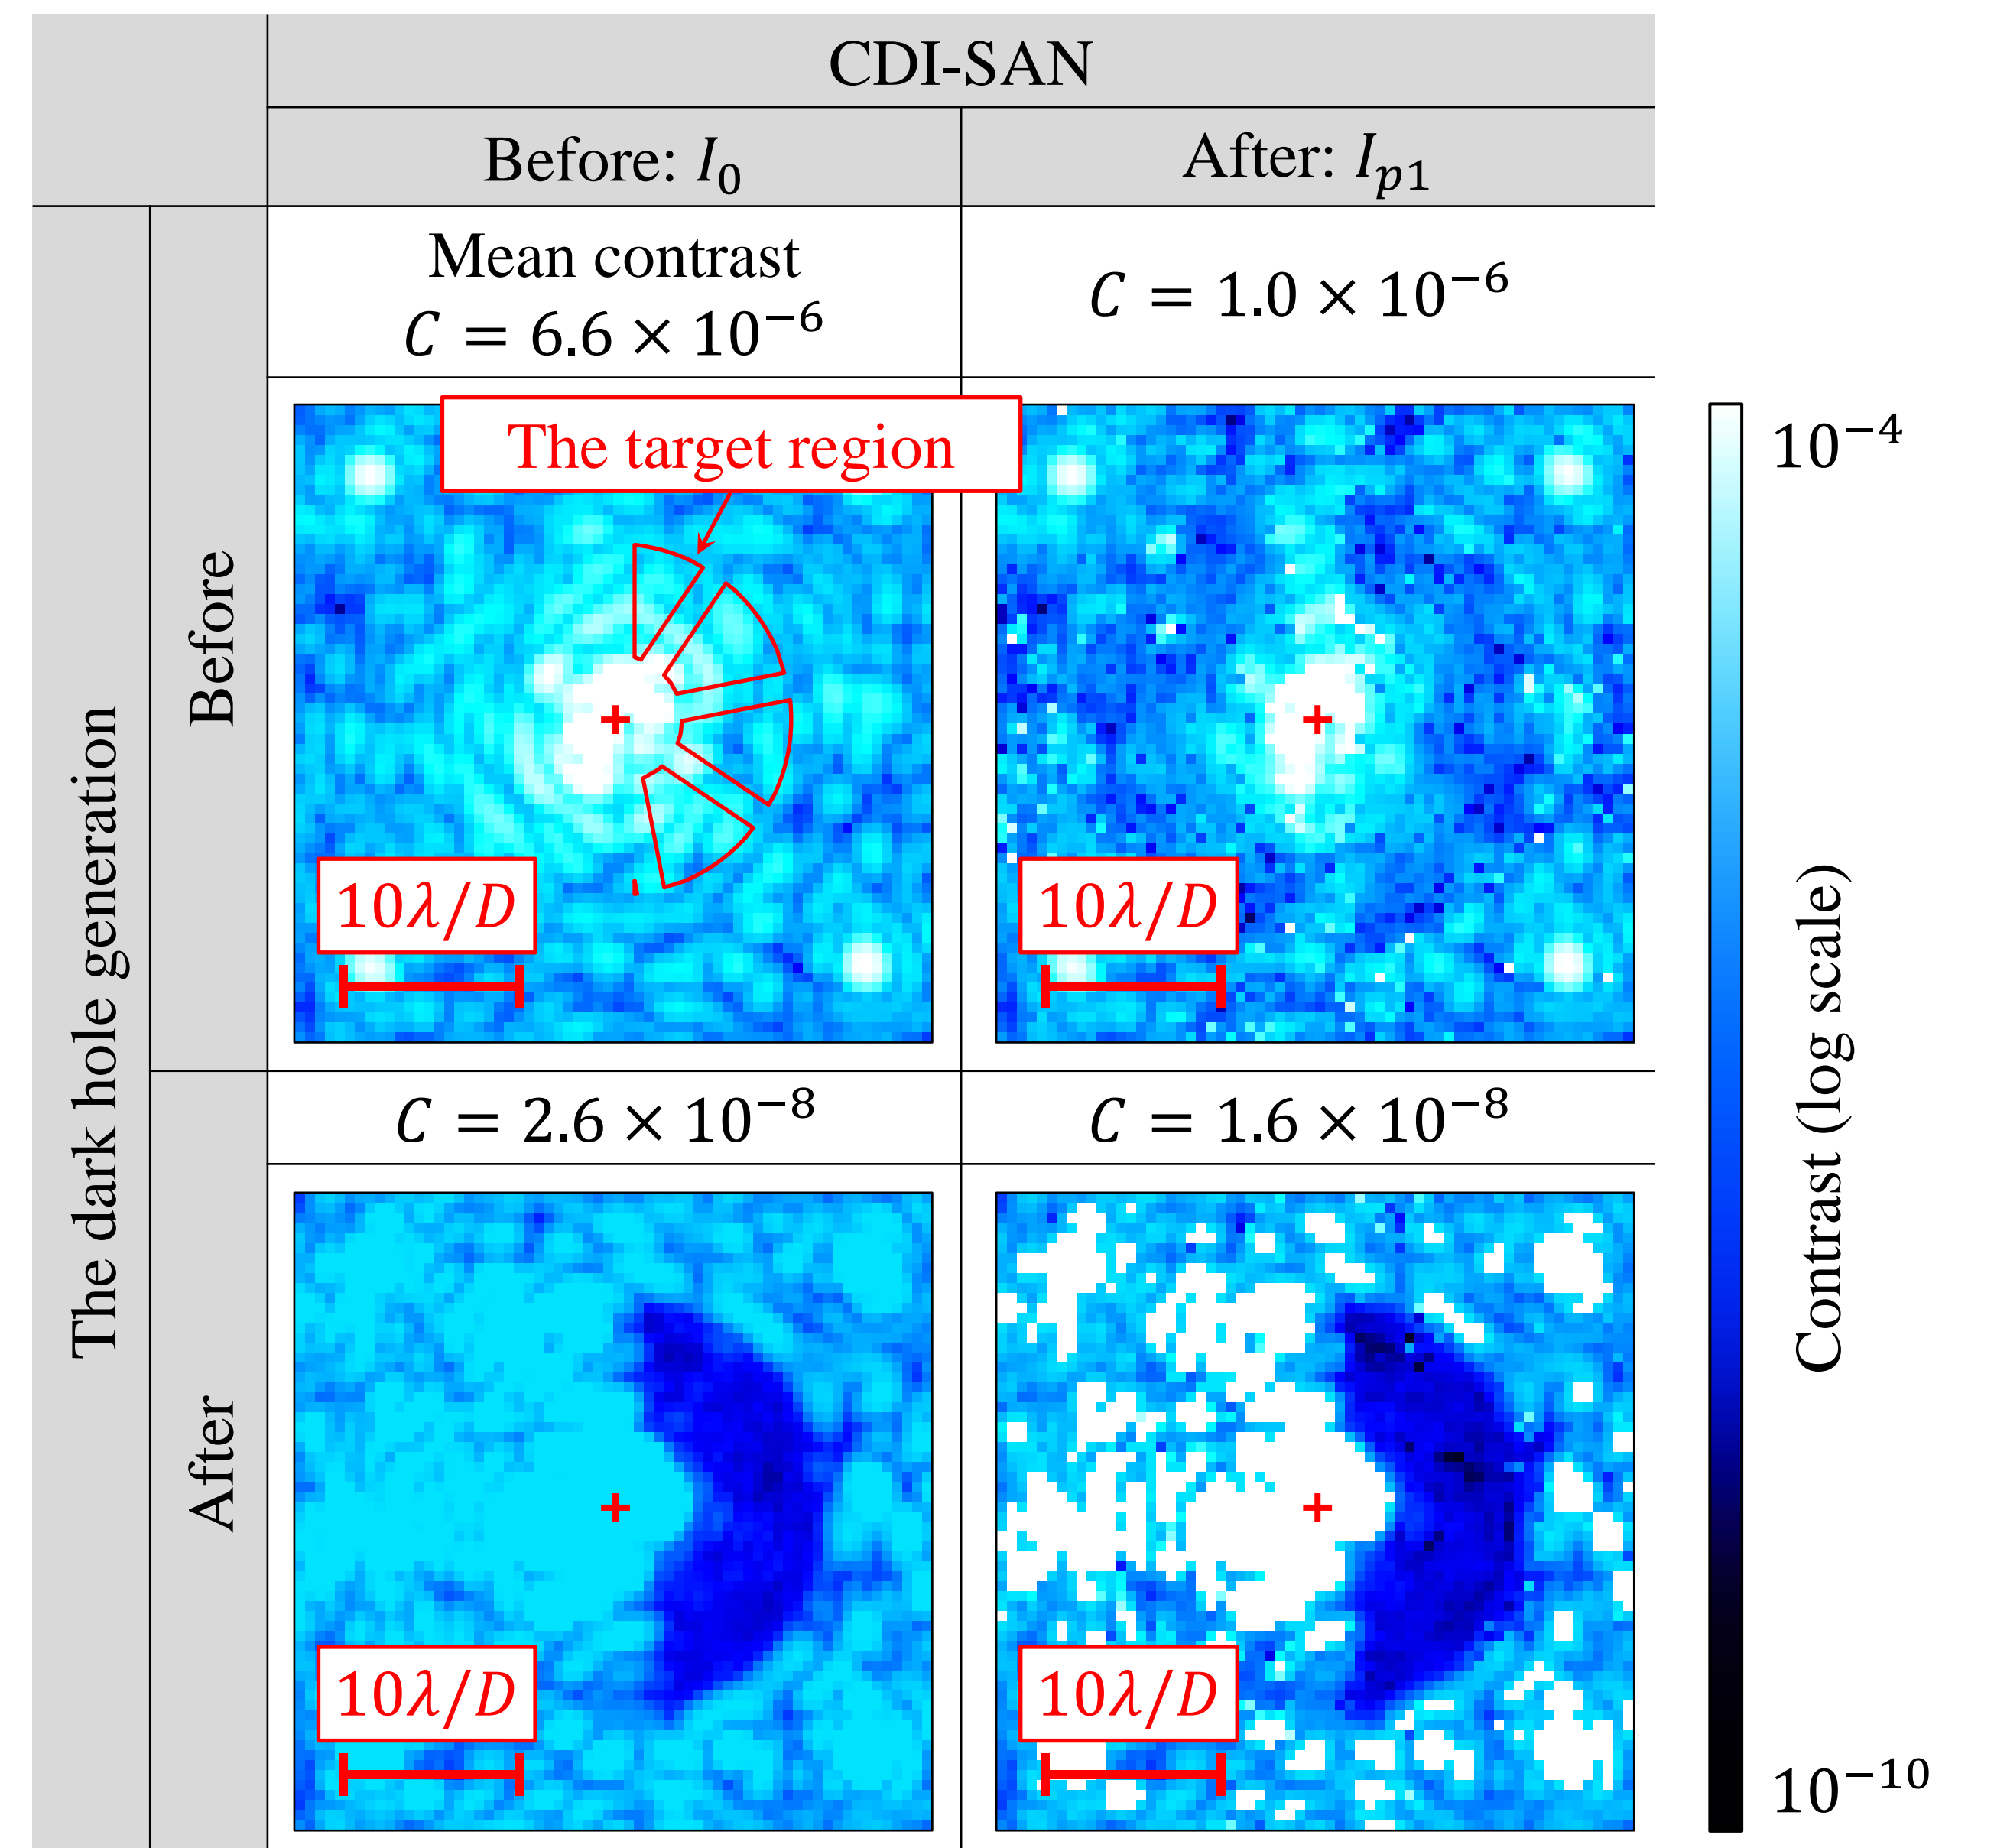 CDI-SAN
Before: I₀
After: Iₚ₁
The dark hole generation
Before
Mean contrast
C = 6.6 × 10⁻⁶
C = 1.0 × 10⁻⁶
The target region
10λ/D
10λ/D
After
C = 2.6 × 10⁻⁸
C = 1.6 × 10⁻⁸
10λ/D
10λ/D
10⁻⁴
Contrast (log scale)
10⁻¹⁰